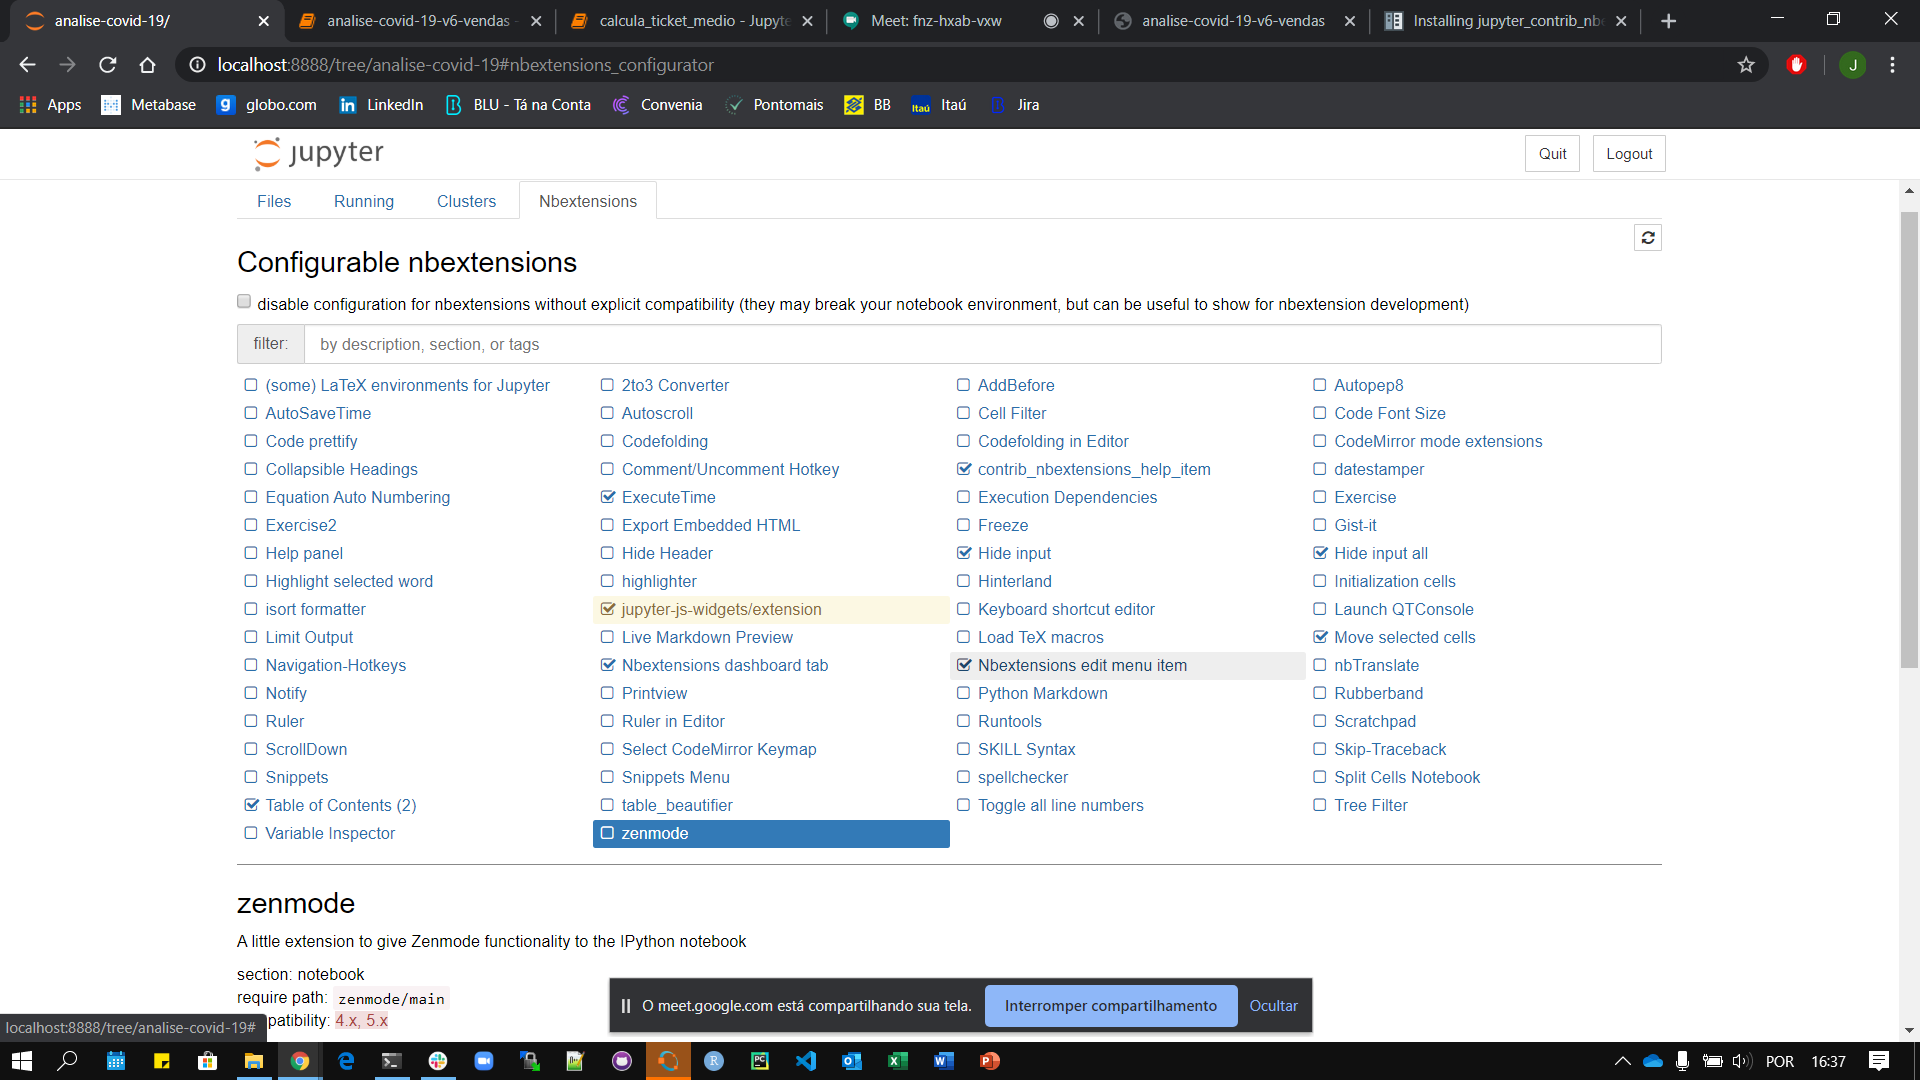 analise-covid-19/
analise-covid-19-v6-vendas -
calcula_ticket_medio - Jupyte
Meet: fnz-hxab-vxw
analise-covid-19-v6-vendas
Installing jupyter_contrib_nbe
localhost:8888/tree/analise-covid-19#nbextensions_configurator
J
Apps
Metabase
globo.com
LinkedIn
BLU - Tá na Conta
Convenia
Pontomais
BB
Itaú
Jira
jupyter
Quit
Logout
Files
Running
Clusters
Nbextensions
Configurable nbextensions
disable configuration for nbextensions without explicit compatibility (they may break your notebook environment, but can be useful to show for nbextension development)
filter: by description, section, or tags
(some) LaTeX environments for Jupyter
2to3 Converter
AddBefore
Autopep8
AutoSaveTime
Autoscroll
Cell Filter
Code Font Size
Code prettify
Codefolding
Codefolding in Editor
CodeMirror mode extensions
Collapsible Headings
Comment/Uncomment Hotkey
contrib_nbextensions_help_item
datestamper
Equation Auto Numbering
ExecuteTime
Execution Dependencies
Exercise
Exercise2
Export Embedded HTML
Freeze
Gist-it
Help panel
Hide Header
Hide input
Hide input all
Highlight selected word
highlighter
Hinterland
Initialization cells
isort formatter
jupyter-js-widgets/extension
Keyboard shortcut editor
Launch QTConsole
Limit Output
Live Markdown Preview
Load TeX macros
Move selected cells
Navigation-Hotkeys
Nbextensions dashboard tab
Nbextensions edit menu item
nbTranslate
Notify
Printview
Python Markdown
Rubberband
Ruler
Ruler in Editor
Runtools
Scratchpad
ScrollDown
Select CodeMirror Keymap
SKILL Syntax
Skip-Traceback
Snippets
Snippets Menu
spellchecker
Split Cells Notebook
Table of Contents (2)
table_beautifier
Toggle all line numbers
Tree Filter
Variable Inspector
zenmode
zenmode
A little extension to give Zenmode functionality to the IPython notebook
section: notebook
require path: zenmode/main
patibility: 4.x, 5.x
localhost:8888/tree/analise-covid-19#
O meet.google.com está compartilhando sua tela.
Interromper compartilhamento
Ocultar
POR
16:37